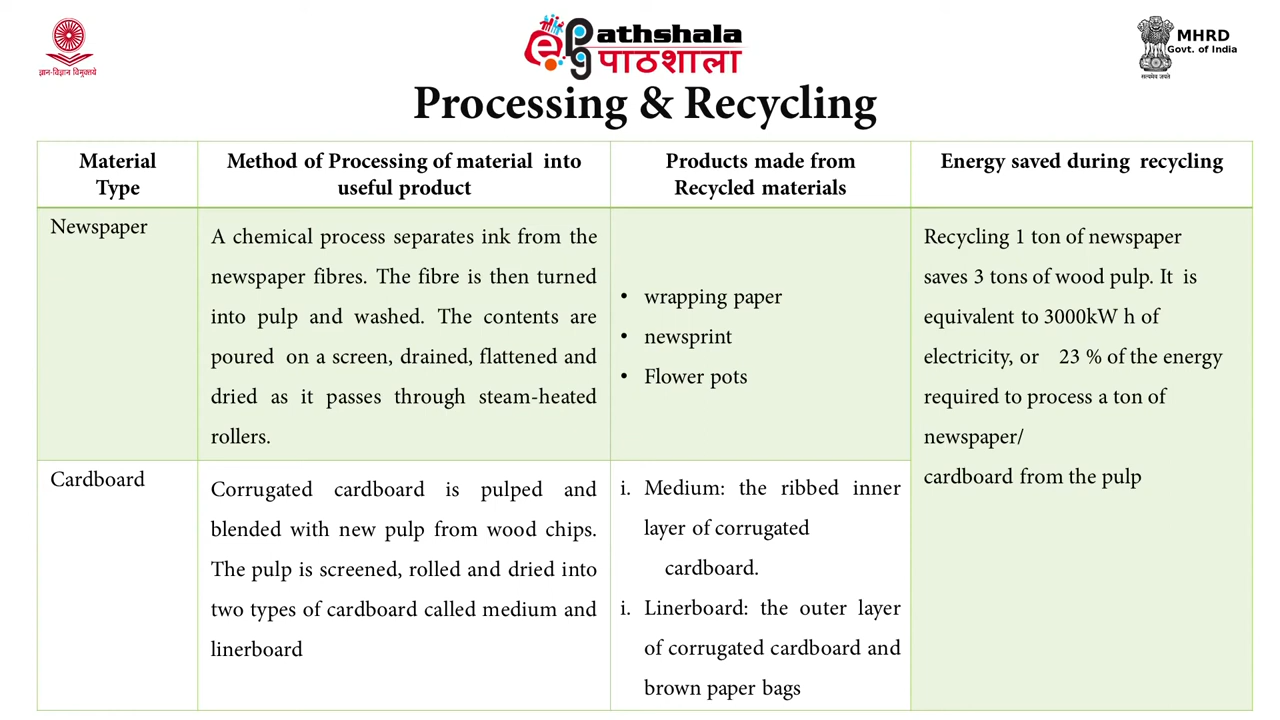 ज्ञान-विज्ञान विमुक्तये
e Pathshala
पाठशाला
MHRD
Govt. of India
सत्यमेव जयते
Processing & Recycling
Material
Type
Method of Processing of material into
useful product
Products made from
Recycled materials
Energy saved during recycling
Newspaper
A chemical process separates ink from the
newspaper fibres. The fibre is then turned
into pulp and washed. The contents are
poured on a screen, drained, flattened and
dried as it passes through steam-heated
rollers.
• wrapping paper
• newsprint
• Flower pots
Recycling 1 ton of newspaper
saves 3 tons of wood pulp. It is
equivalent to 3000kW h of
electricity, or 23 % of the energy
required to process a ton of
newspaper/
cardboard from the pulp
Cardboard
Corrugated cardboard is pulped and
blended with new pulp from wood chips.
The pulp is screened, rolled and dried into
two types of cardboard called medium and
linerboard
i. Medium: the ribbed inner
layer of corrugated
cardboard.
i. Linerboard: the outer layer
of corrugated cardboard and
brown paper bags